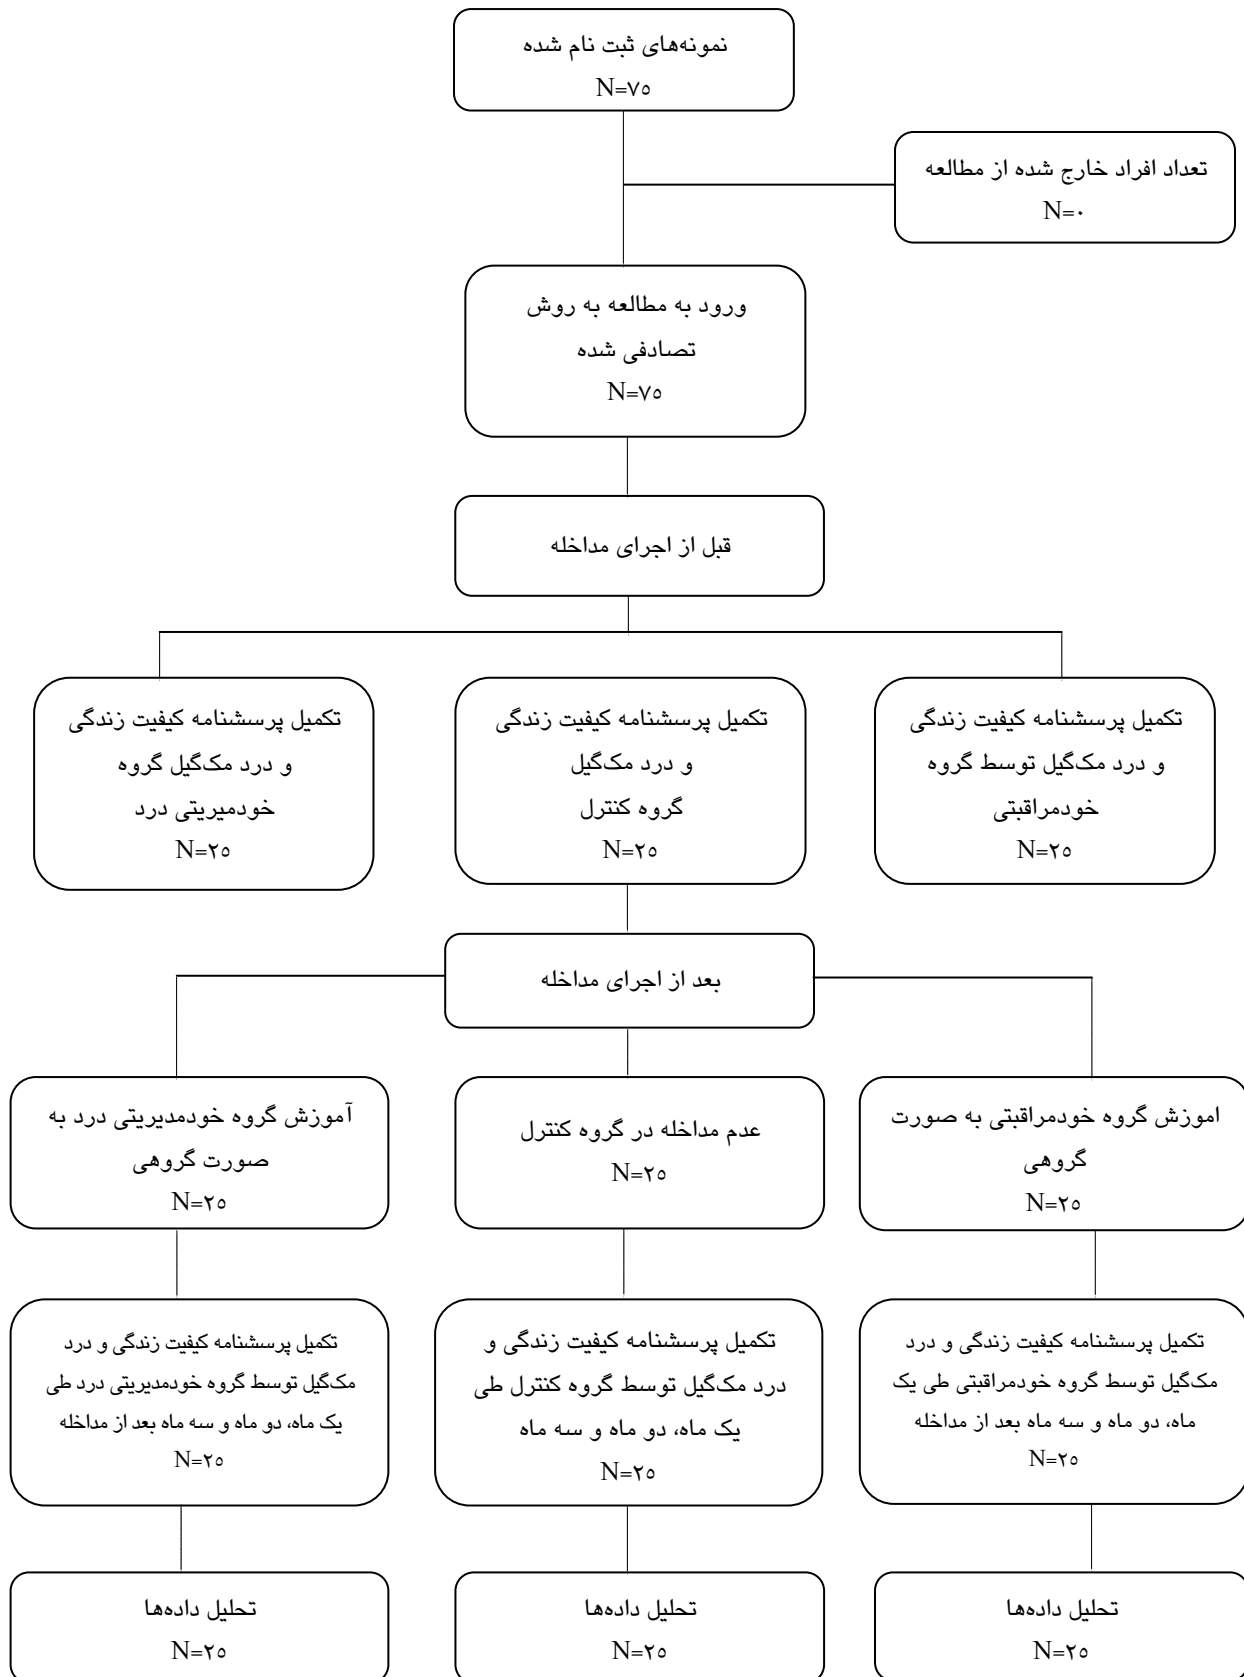 نمونه‌های ثبت نام شده
N=۷۵
تعداد افراد خارج شده از مطالعه
N=۰
ورود به مطالعه به روش
تصادفی شده
N=۷۵
قبل از اجرای مداخله
تکمیل پرسشنامه کیفیت زندگی
و درد مک‌گیل توسط گروه
خودمراقبتی
N=۲۵
تکمیل پرسشنامه کیفیت زندگی
و درد مک‌گیل
گروه کنترل
N=۲۵
تکمیل پرسشنامه کیفیت زندگی
و درد مک‌گیل گروه
خودمیریتی درد
N=۲۵
بعد از اجرای مداخله
اموزش گروه خودمراقبتی به صورت
گروهی
N=۲۵
عدم مداخله در گروه کنترل
N=۲۵
آموزش گروه خودمدیریتی درد به
صورت گروهی
N=۲۵
تکمیل پرسشنامه کیفیت زندگی و درد
مک‌گیل توسط گروه خودمراقبتی طی یک
ماه، دو ماه و سه ماه بعد از مداخله
N=۲۵
تکمیل پرسشنامه کیفیت زندگی و
درد مک‌گیل توسط گروه کنترل طی
یک ماه، دو ماه و سه ماه
N=۲۵
تکمیل پرسشنامه کیفیت زندگی و درد
مک‌گیل توسط گروه خودمدیریتی درد طی
یک ماه، دو ماه و سه ماه بعد از مداخله
N=۲۵
تحلیل داده‌ها
N=۲۵
تحلیل داده‌ها
N=۲۵
تحلیل داده‌ها
N=۲۵